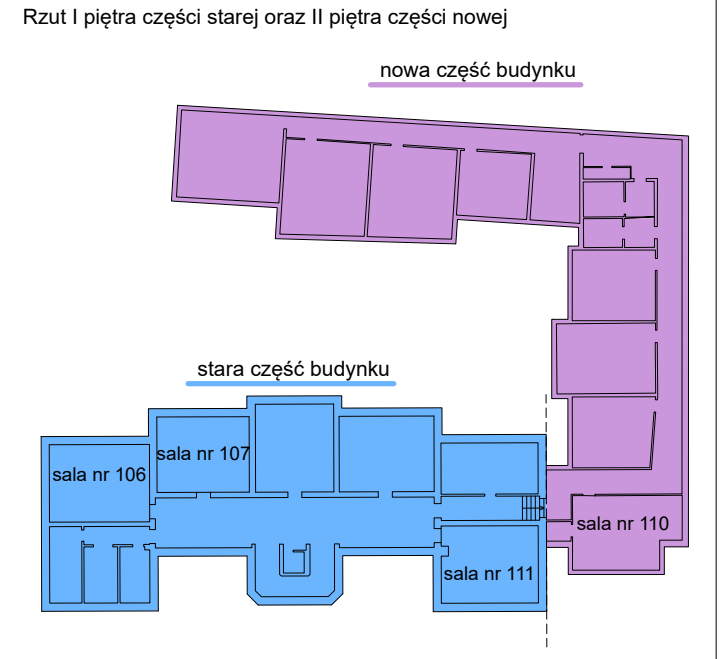 Rzut I piętra części starej oraz II piętra części nowej
nowa część budynku
stara część budynku
sala nr 107
sala nr 106
sala nr 110
sala nr 111